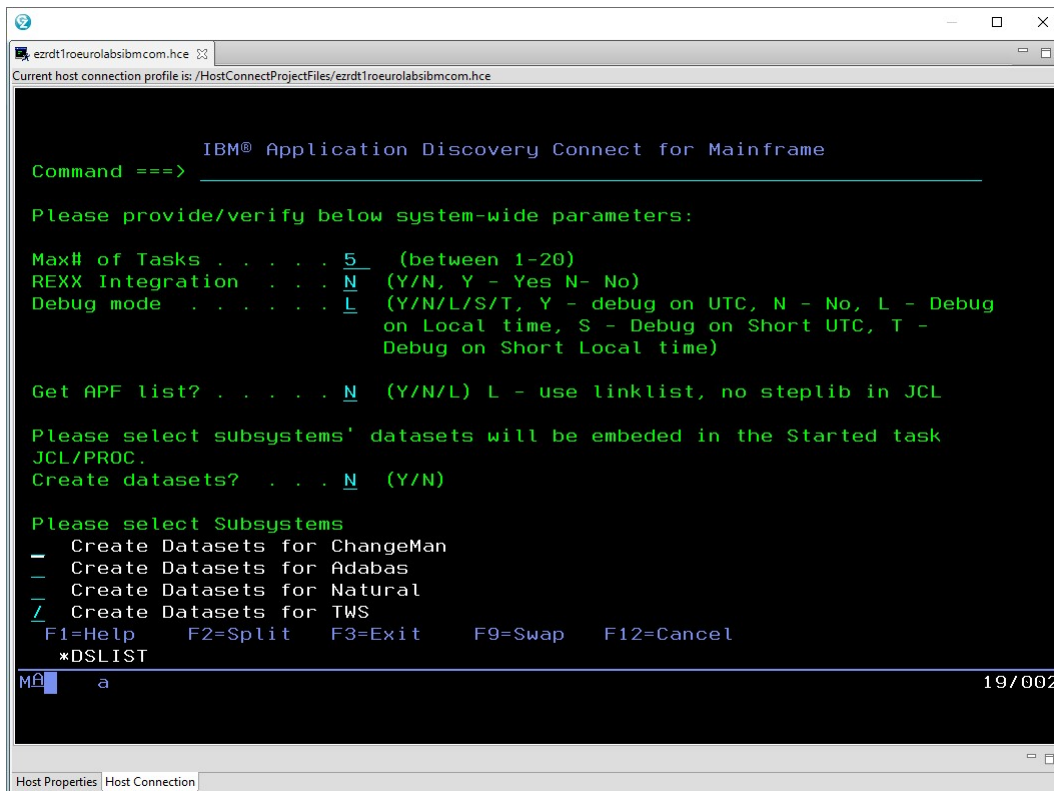 ezrdt1roeurolabsibmcom.hce
Current host connection profile is: /HostConnectProjectFiles/ezrdt1roeurolabsibmcom.hce
IBM® Application Discovery Connect for Mainframe
Command ===>
Please provide/verify below system-wide parameters:
Max# of Tasks . . . . . 5 (between 1-20)
REXX Integration . . . N (Y/N, Y - Yes N- No)
Debug mode . . . . . . L (Y/N/L/S/T, Y - debug on UTC, N - No, L - Debug
on Local time, S - Debug on Short UTC, T -
Debug on Short Local time)
Get APF list? . . . . . N (Y/N/L) L - use linklist, no steplib in JCL
Please select subsystems' datasets will be embeded in the Started task
JCL/PROC.
Create datasets? . . . N (Y/N)
Please select Subsystems
_ Create Datasets for ChangeMan
_ Create Datasets for Adabas
_ Create Datasets for Natural
/ Create Datasets for TWS
F1=Help F2=Split F3=Exit F9=Swap F12=Cancel
*DSLIST
MA a 19/002
Host Properties Host Connection